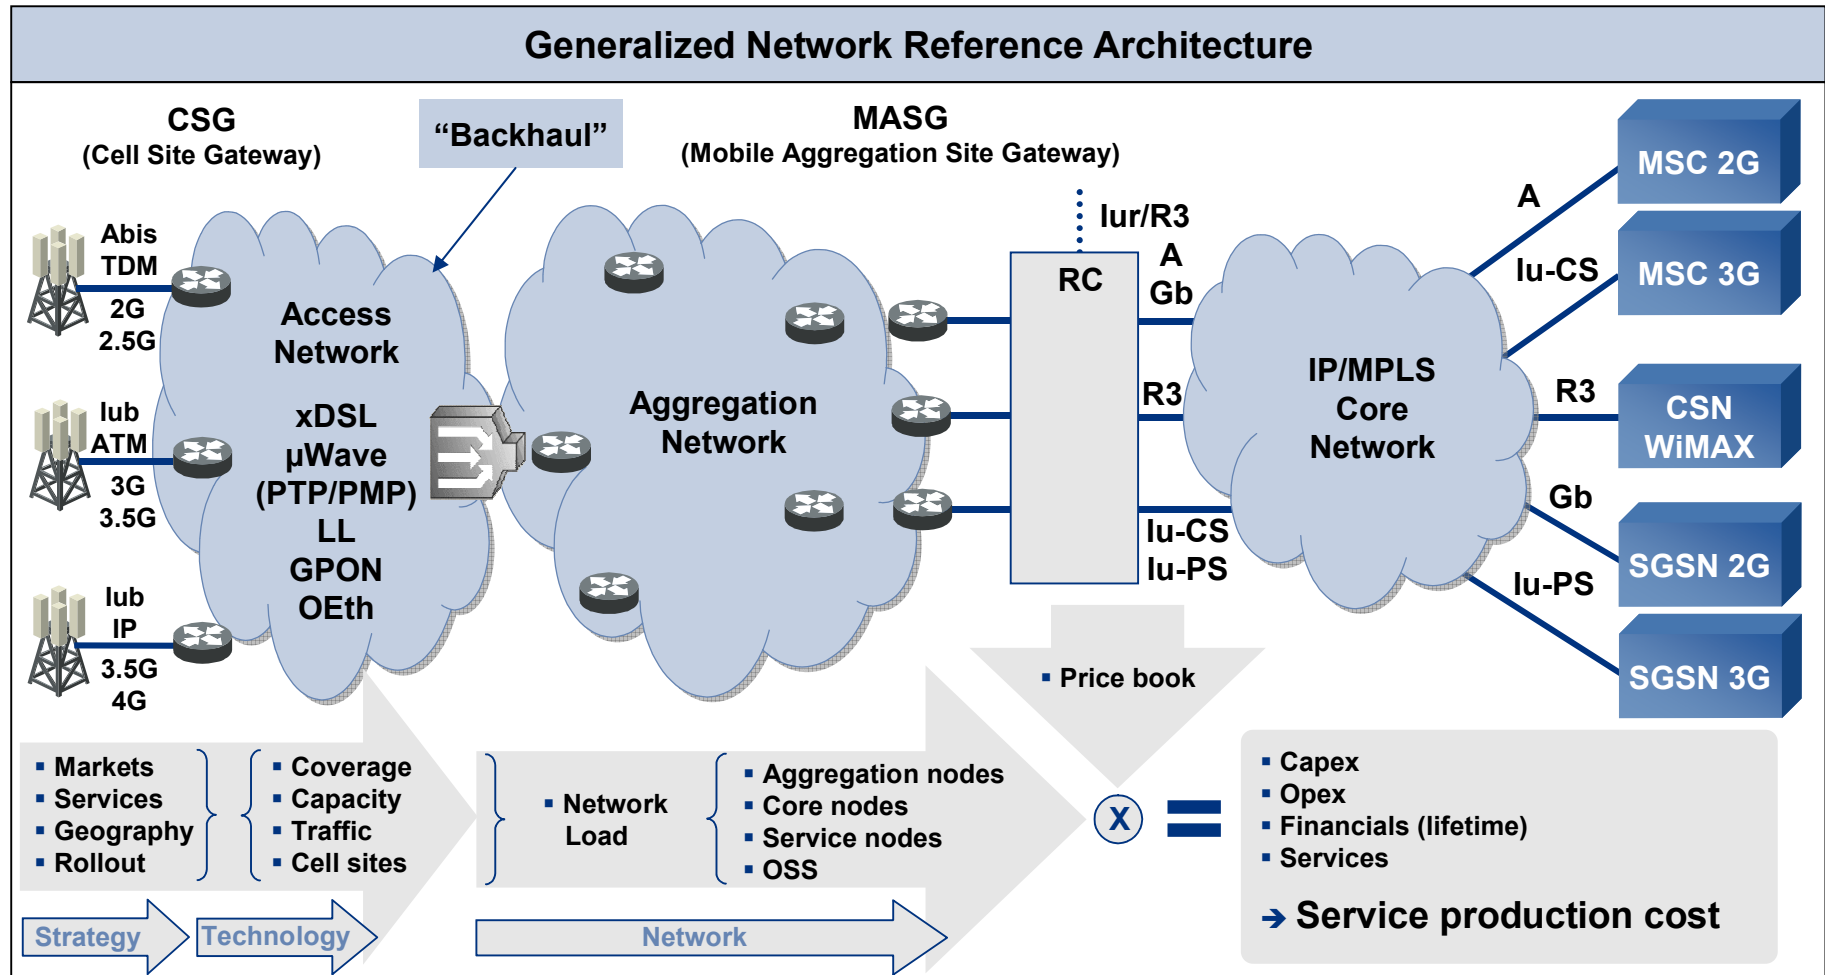 Generalized Network Reference Architecture
CSG
(Cell Site Gateway)
“Backhaul”
MASG
(Mobile Aggregation Site Gateway)
Abis
TDM
2G
2.5G
Iub
ATM
3G
3.5G
Iub
IP
3.5G
4G
Access
Network
xDSL
µWave
(PTP/PMP)
LL
GPON
OEth
Aggregation
Network
Iur/R3
RC
A
Gb
R3
Iu-CS
Iu-PS
IP/MPLS
Core
Network
A
Iu-CS
R3
Gb
Iu-PS
MSC 2G
MSC 3G
CSN
WiMAX
SGSN 2G
SGSN 3G
▪ Price book
▪ Markets
▪ Services
▪ Geography
▪ Rollout
▪ Coverage
▪ Capacity
▪ Traffic
▪ Cell sites
▪ Network
Load
▪ Aggregation nodes
▪ Core nodes
▪ Service nodes
▪ OSS
X
=
▪ Capex
▪ Opex
▪ Financials (lifetime)
▪ Services
➔ Service production cost
Strategy
Technology
Network